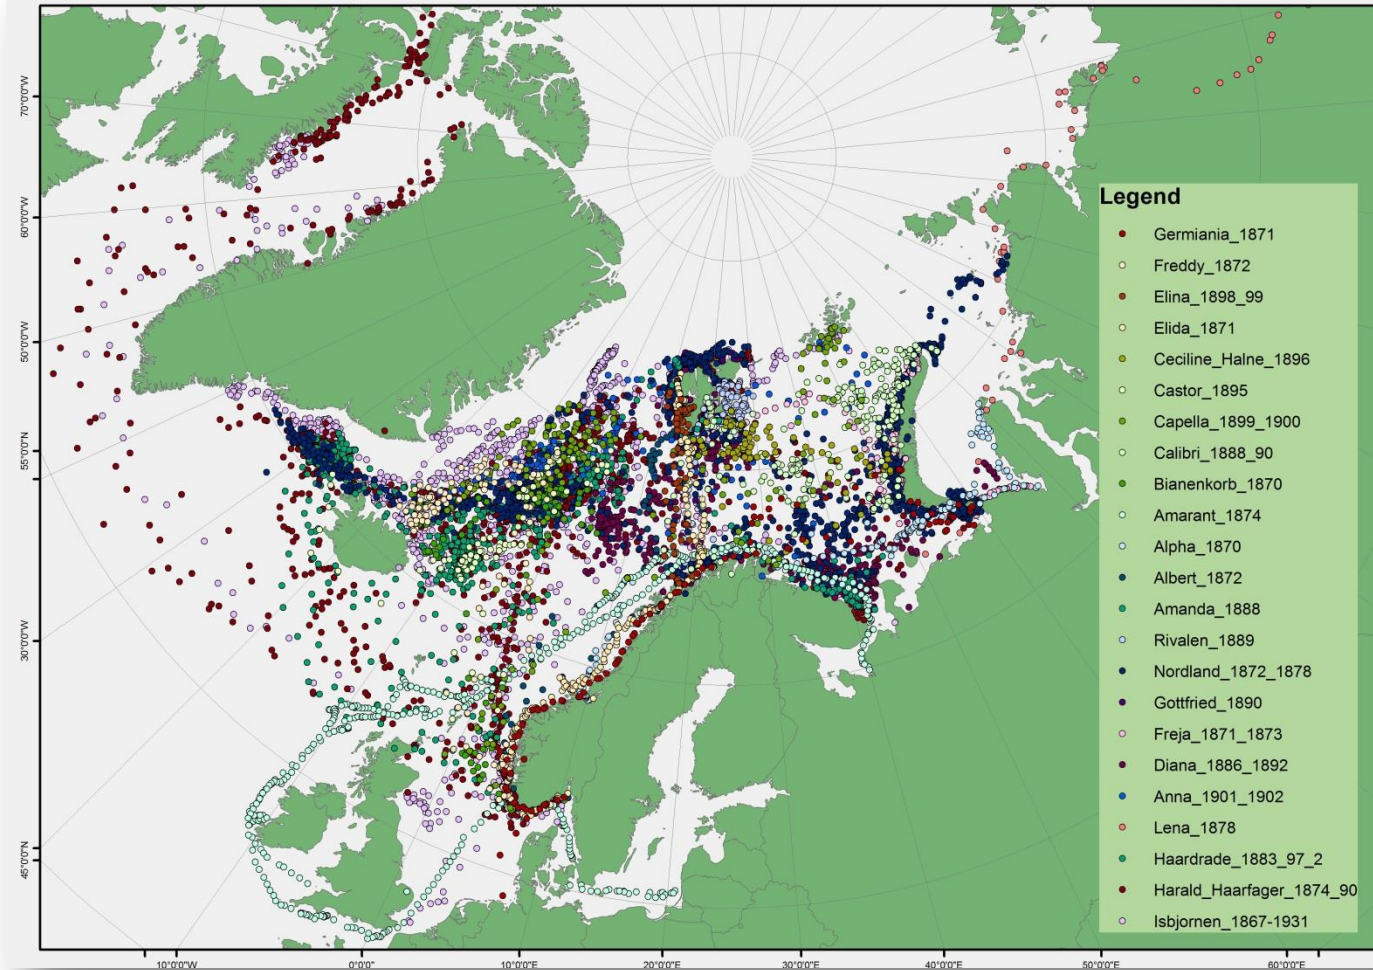 70°0'0"W
60°0'0"W
50°0'0"W
55°0'0"N
30°0'0"W
45°0'0"N
Legend
Germiania_1871
Freddy_1872
Elina_1898_99
Elida_1871
Ceciline_Halne_1896
Castor_1895
Capella_1899_1900
Calibri_1888_90
Bianenkorb_1870
Amarant_1874
Alpha_1870
Albert_1872
Amanda_1888
Rivalen_1889
Nordland_1872_1878
Gottfried_1890
Freja_1871_1873
Diana_1886_1892
Anna_1901_1902
Lena_1878
Haardrade_1883_97_2
Harald_Haarfager_1874_90
Isbjornen_1867-1931
10°0'0"W
0°0'0"
10°0'0"E
20°0'0"E
30°0'0"E
40°0'0"E
50°0'0"E
60°0'0"E